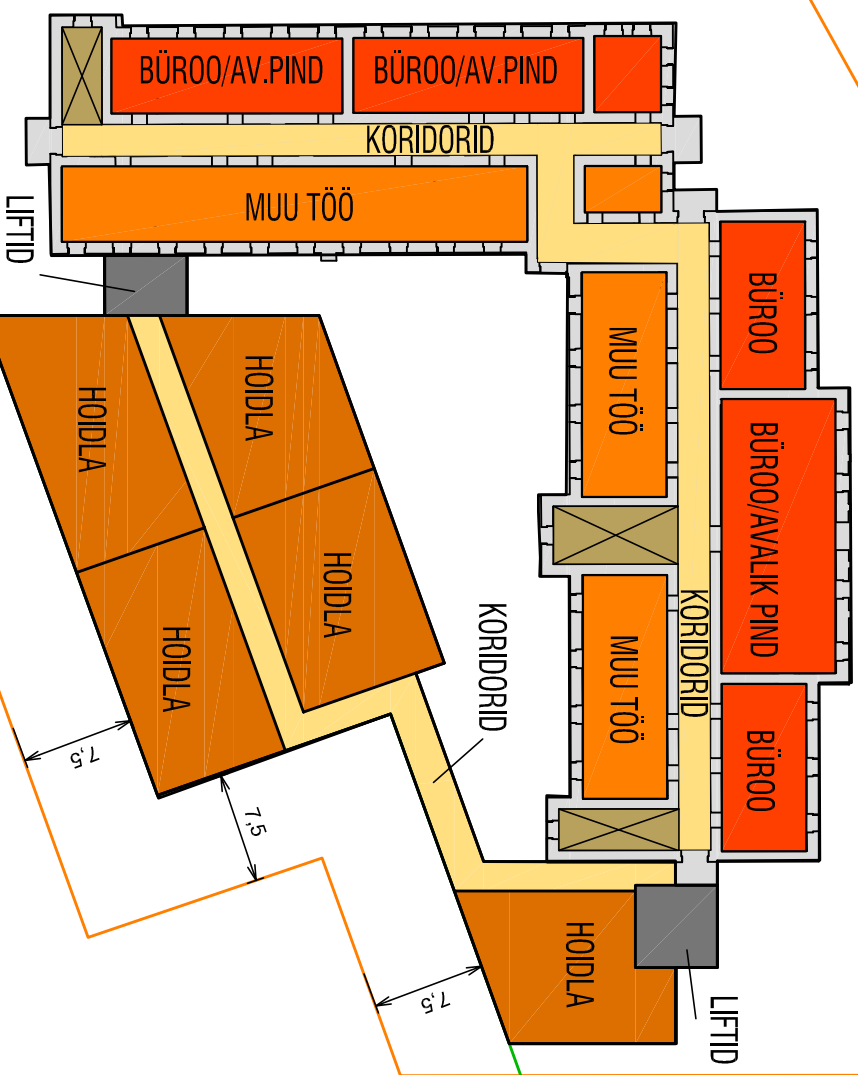 BÜROO/AV.PIND
BÜROO/AV.PIND
KORIDORID
MUU TÖÖ
LIFTID
BÜROO
MUU TÖÖ
HOIDLA
HOIDLA
BÜROO/AVALIK PIND
HOIDLA
KORIDORID
KORIDORID
HOIDLA
MUU TÖÖ
BÜROO
7,5
7,5
HOIDLA
7,5
LIFTID